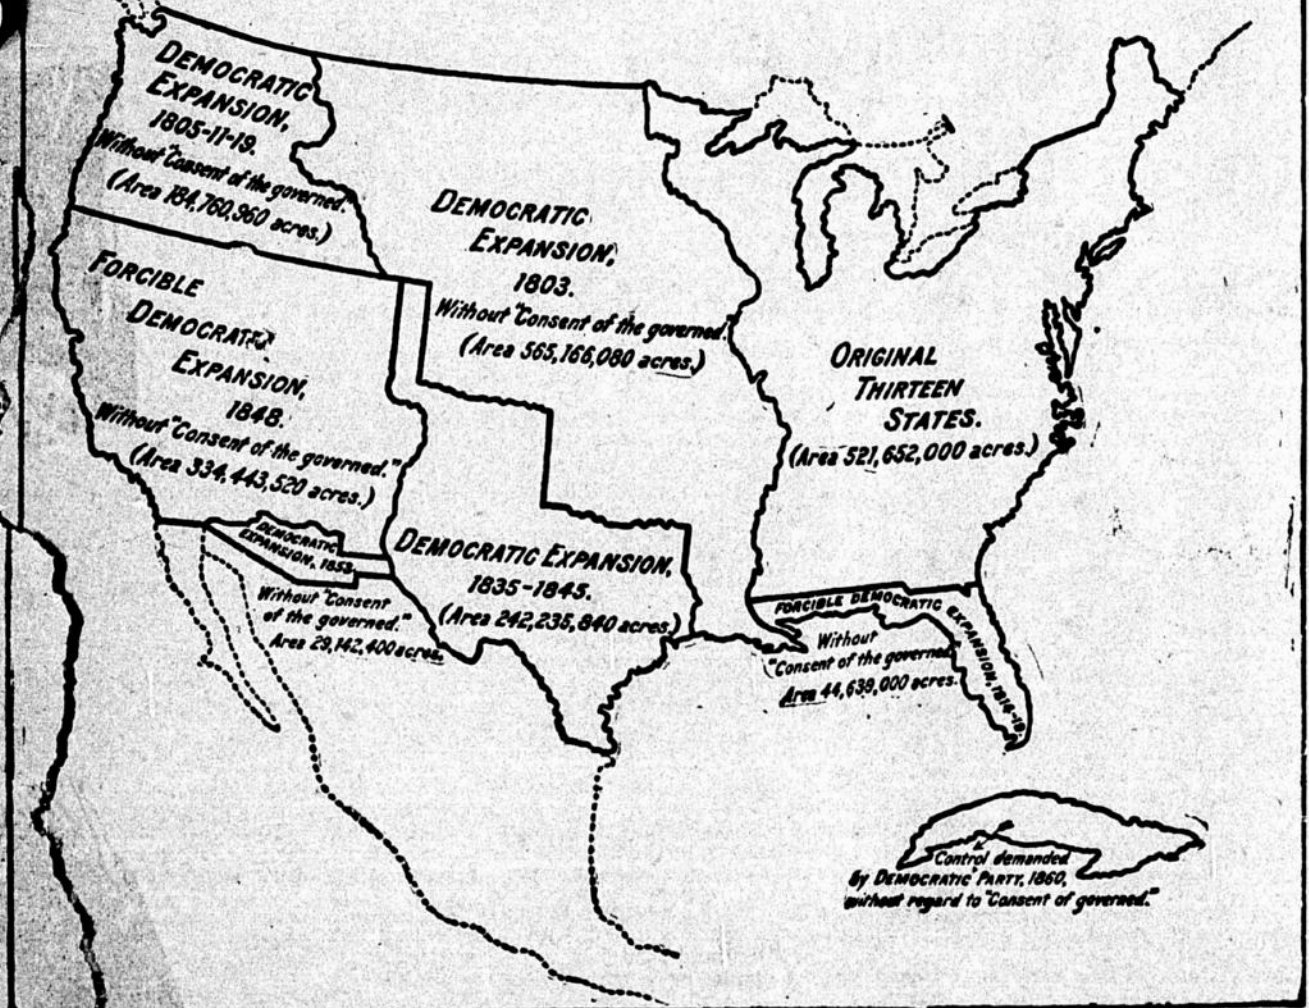 DEMOCRATIC
EXPANSION,
1805-11-19.
Without "Consent of the governed."
(Area 184,760,960 acres.)
DEMOCRATIC
EXPANSION,
1803.
Without "Consent of the governed."
(Area 565,166,080 acres.)
ORIGINAL
THIRTEEN
STATES.
(Area 521,652,000 acres.)
FORCIBLE
DEMOCRATIC
EXPANSION,
1848.
Without "Consent of the governed."
(Area 334,443,520 acres.)
DEMOCRATIC
EXPANSION, 1853.
Without "Consent
of the governed."
Area 29,142,400 acres.
DEMOCRATIC EXPANSION,
1835-1845.
(Area 242,235,840 acres.)
FORCIBLE DEMOCRATIC EXPANSION, 1814-19.
Without
"Consent of the governed
Area 44,639,000 acres.
Control demanded
by DEMOCRATIC PARTY, 1860,
without regard to "Consent of governed."